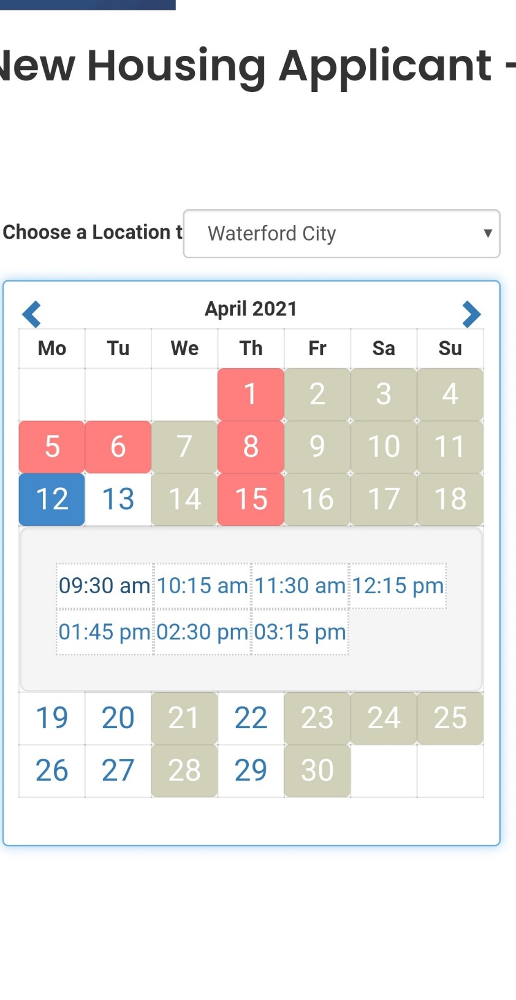 New Housing Applicant -
Choose a Location t
Waterford City ▼
April 2021
Mo Tu We Th Fr Sa Su
1 2 3 4
5 6 7 8 9 10 11
12 13 14 15 16 17 18
09:30 am 10:15 am 11:30 am 12:15 pm
01:45 pm 02:30 pm 03:15 pm
19 20 21 22 23 24 25
26 27 28 29 30